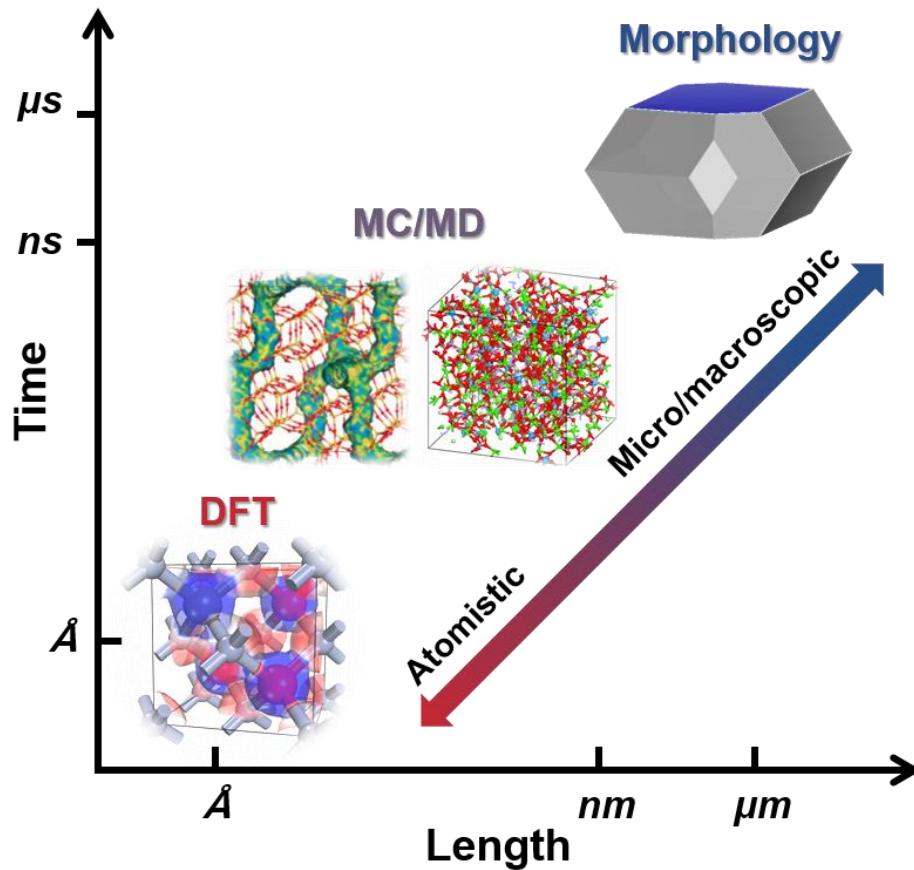 Morphology
μs
MC/MD
ns
Micro/macroscopic
Time
DFT
Atomistic
Å
Å
nm
μm
Length